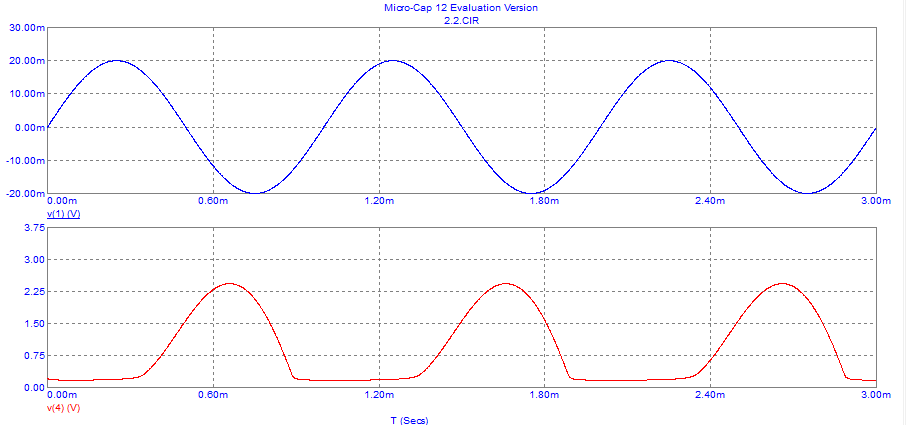 Micro-Cap 12 Evaluation Version
2.2.CIR
30.00m
20.00m
10.00m
0.00m
-10.00m
-20.00m
0.00m 0.60m 1.20m 1.80m 2.40m 3.00m
v(1) (V)
3.75
3.00
2.25
1.50
0.75
0.00
0.00m 0.60m 1.20m 1.80m 2.40m 3.00m
v(4) (V)
T (Secs)